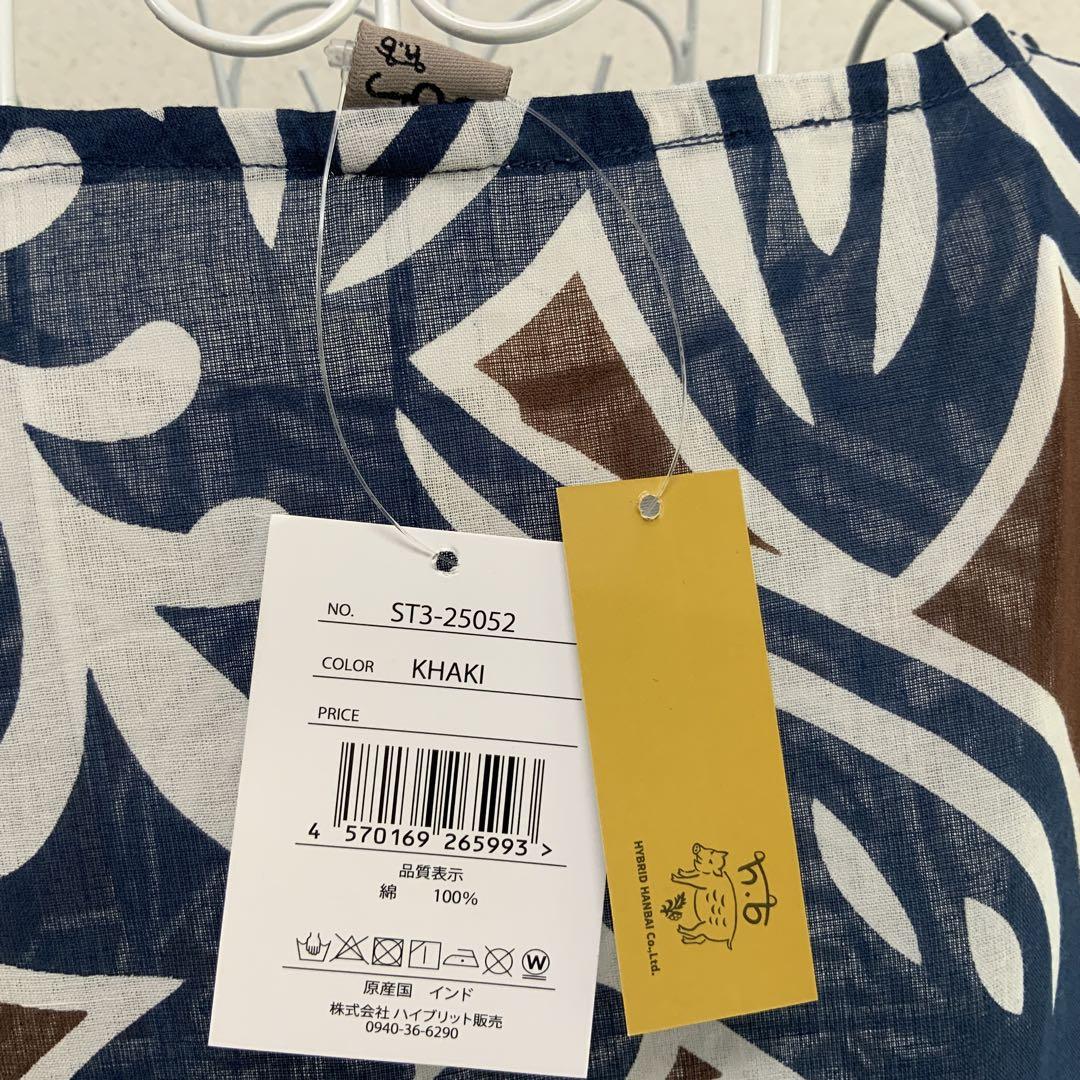 h.b
NO. ST3-25052
COLOR KHAKI
PRICE
4 570169 265993 >
品質表示
綿 100%
W
原産国 インド
株式会社 ハイブリット販売
0940-36-6290
h.b
HYBRID HANBAI Co.,Ltd.